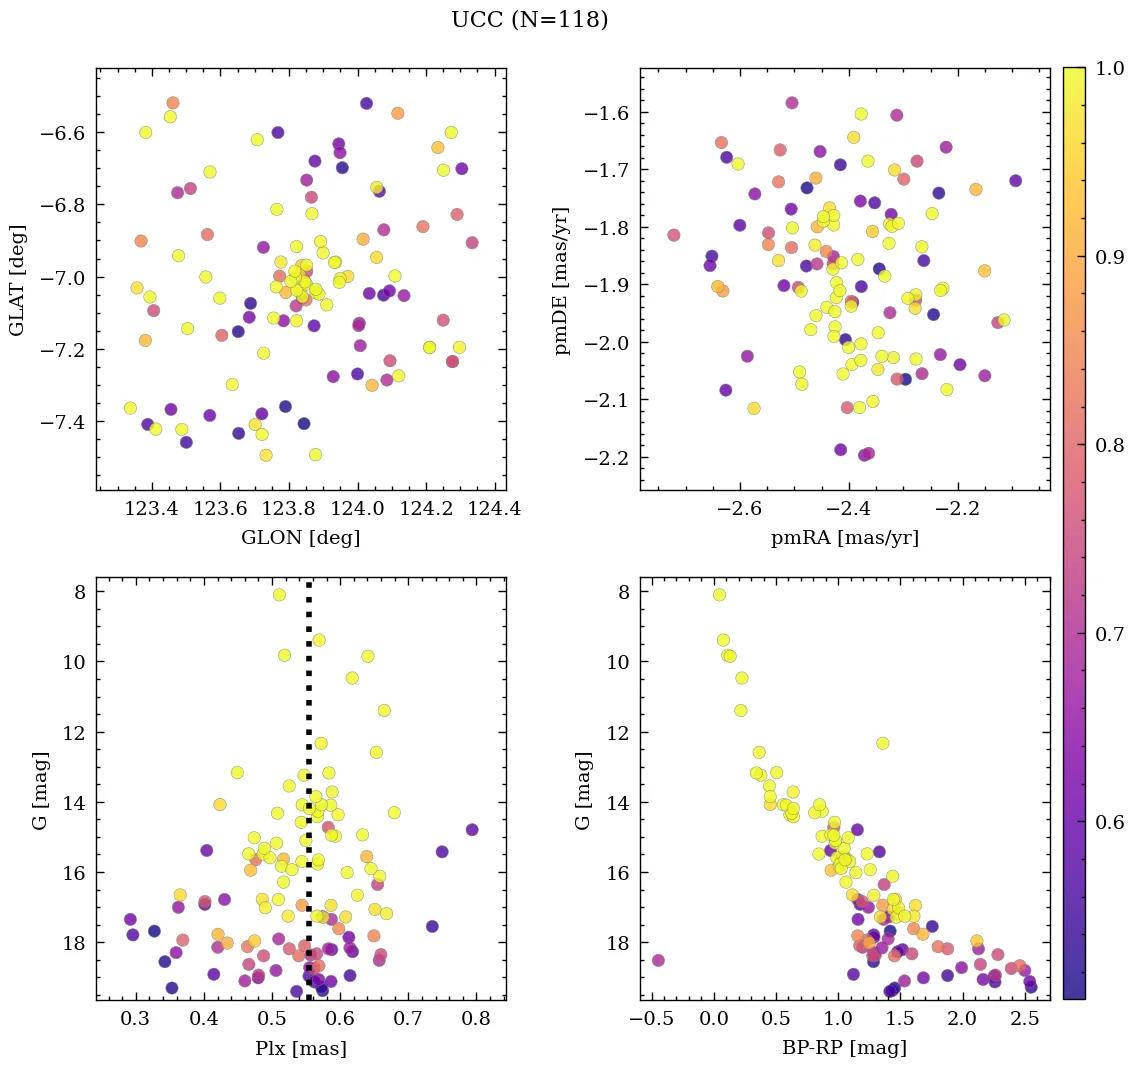 UCC (N=118)
−6.6
−6.8
−7.0
−7.2
−7.4
GLAT [deg]
123.4 123.6 123.8 124.0 124.2 124.4
GLON [deg]
−1.6
−1.7
−1.8
−1.9
−2.0
−2.1
−2.2
pmDE [mas/yr]
−2.6 −2.4 −2.2
pmRA [mas/yr]
8
10
12
14
16
18
G [mag]
0.3 0.4 0.5 0.6 0.7 0.8
Plx [mas]
8
10
12
14
16
18
G [mag]
−0.5 0.0 0.5 1.0 1.5 2.0 2.5
BP-RP [mag]
1.0
0.9
0.8
0.7
0.6